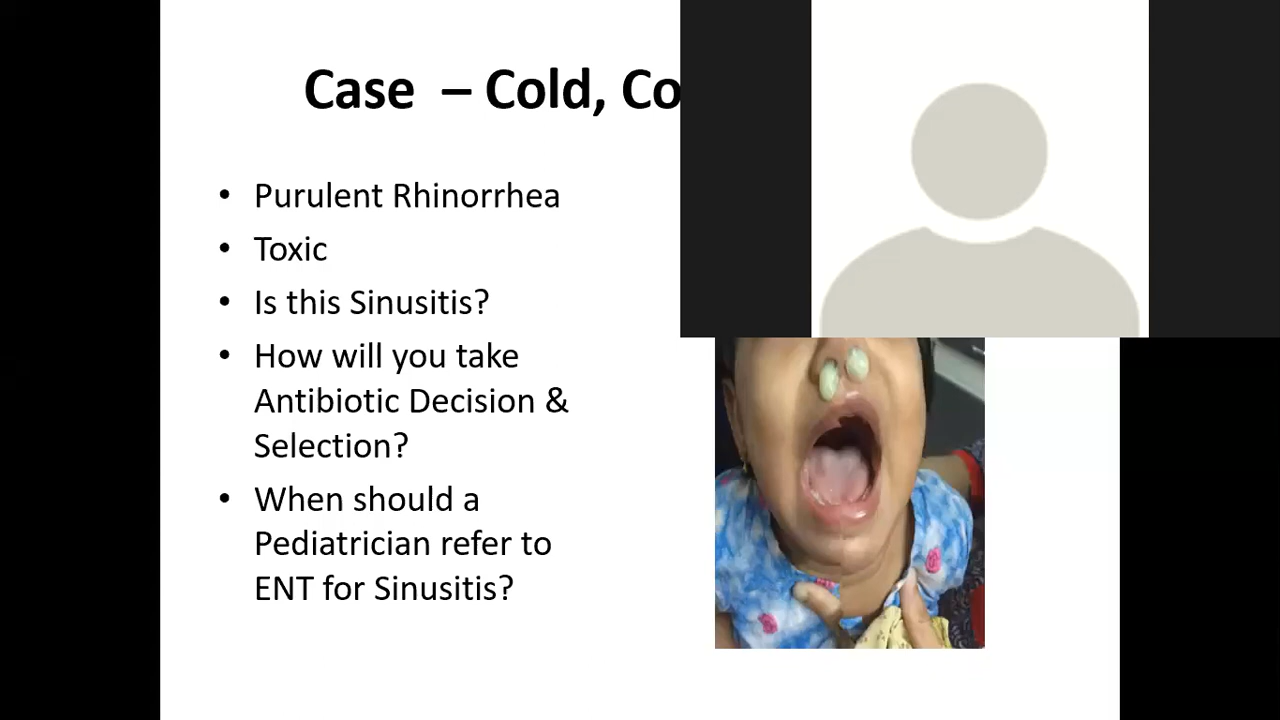 Case – Cold, Co
• Purulent Rhinorrhea
• Toxic
• Is this Sinusitis?
• How will you take
Antibiotic Decision &
Selection?
• When should a
Pediatrician refer to
ENT for Sinusitis?